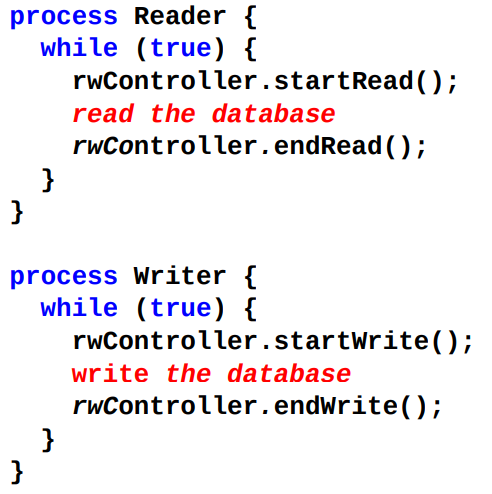 process Reader {
while (true) {
rwController.startRead();
read the database
rwController.endRead();
}
}
process Writer {
while (true) {
rwController.startWrite();
write the database
rwController.endWrite();
}
}